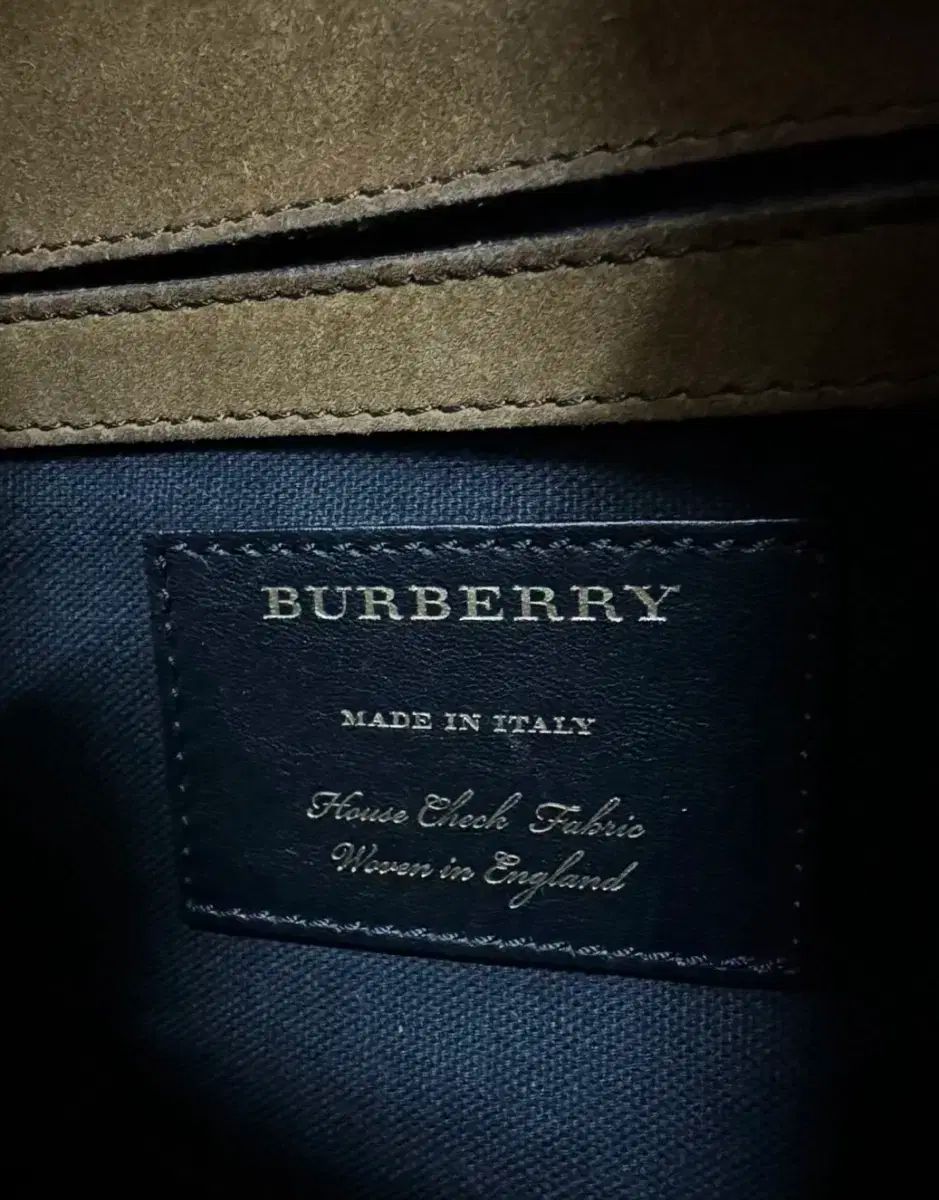 BURBERRY
MADE IN ITALY
House Check Fabric
Woven in England